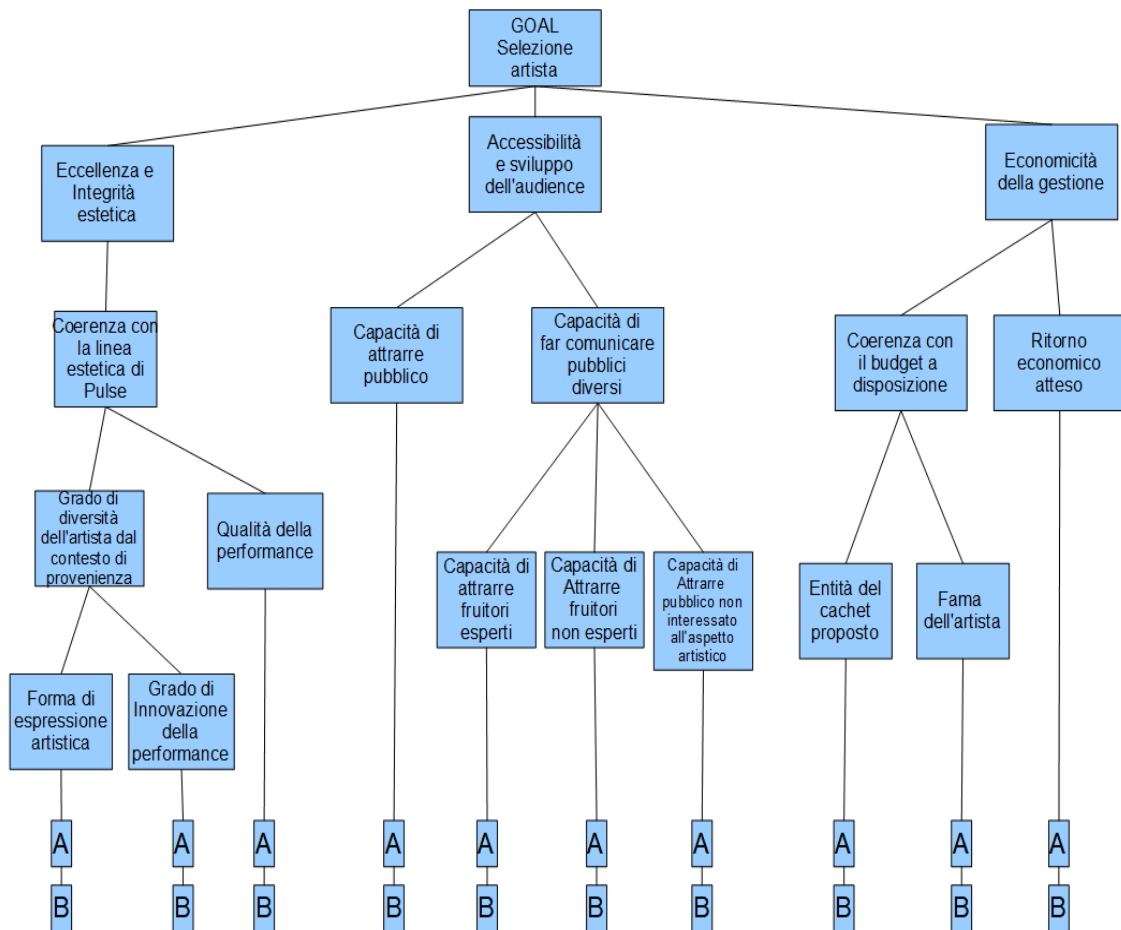 GOAL
Selezione
artista
Eccellenza e
Integrità
estetica
Accessibilità
e sviluppo
dell'audience
Economicità
della gestione
Coerenza con
la linea
estetica di
Pulse
Capacità di
attrarre
pubblico
Capacità di
far comunicare
pubblici
diversi
Coerenza con
il budget a
disposizione
Ritorno
economico
atteso
Grado di
diversità
dell'artista dal
contesto di
provenienza
Qualità della
performance
Capacità di
attrarre
fruitori
esperti
Capacità di
Attrarre
fruitori
non esperti
Capacità di
Attrarre
pubblico non
interessato
all'aspetto
artistico
Entità del
cachet
proposto
Fama
dell'artista
Forma di
espressione
artistica
Grado di
Innovazione
della
performance
A A A A A A A A A A
B B B B B B B B B B